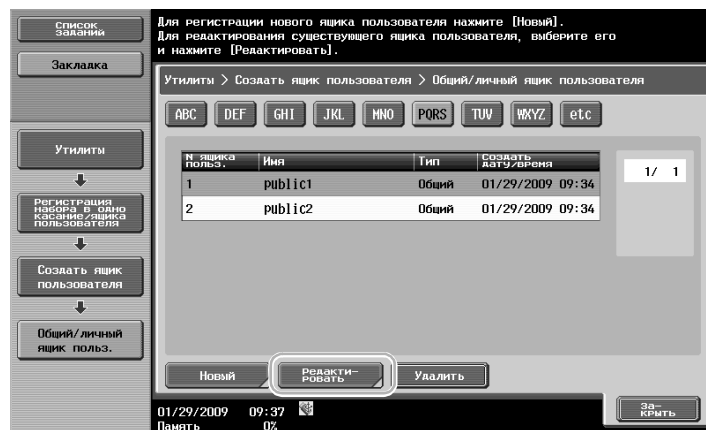 Список
заданий
Закладка
Для регистрации нового ящика пользователя нажмите [Новый].
Для редактирования существующего ящика пользователя, выберите его
и нажмите [Редактировать].
Утилиты > Создать ящик пользователя > Общий/личный ящик пользователя
ABC DEF GHI JKL MNO PQRS TUV WXYZ etc
Утилиты
Регистрация
набора в одно
касание/ящика
пользователя
Создать ящик
пользователя
Общий/личный
ящик польз.
N ящика
польз. Имя Тип Создать
дату/время
1 public1 Общий 01/29/2009 09:34
2 public2 Общий 01/29/2009 09:34
1/ 1
Новый Редакти-
ровать Удалить
01/29/2009 09:37
Память 0%
За-
крыть